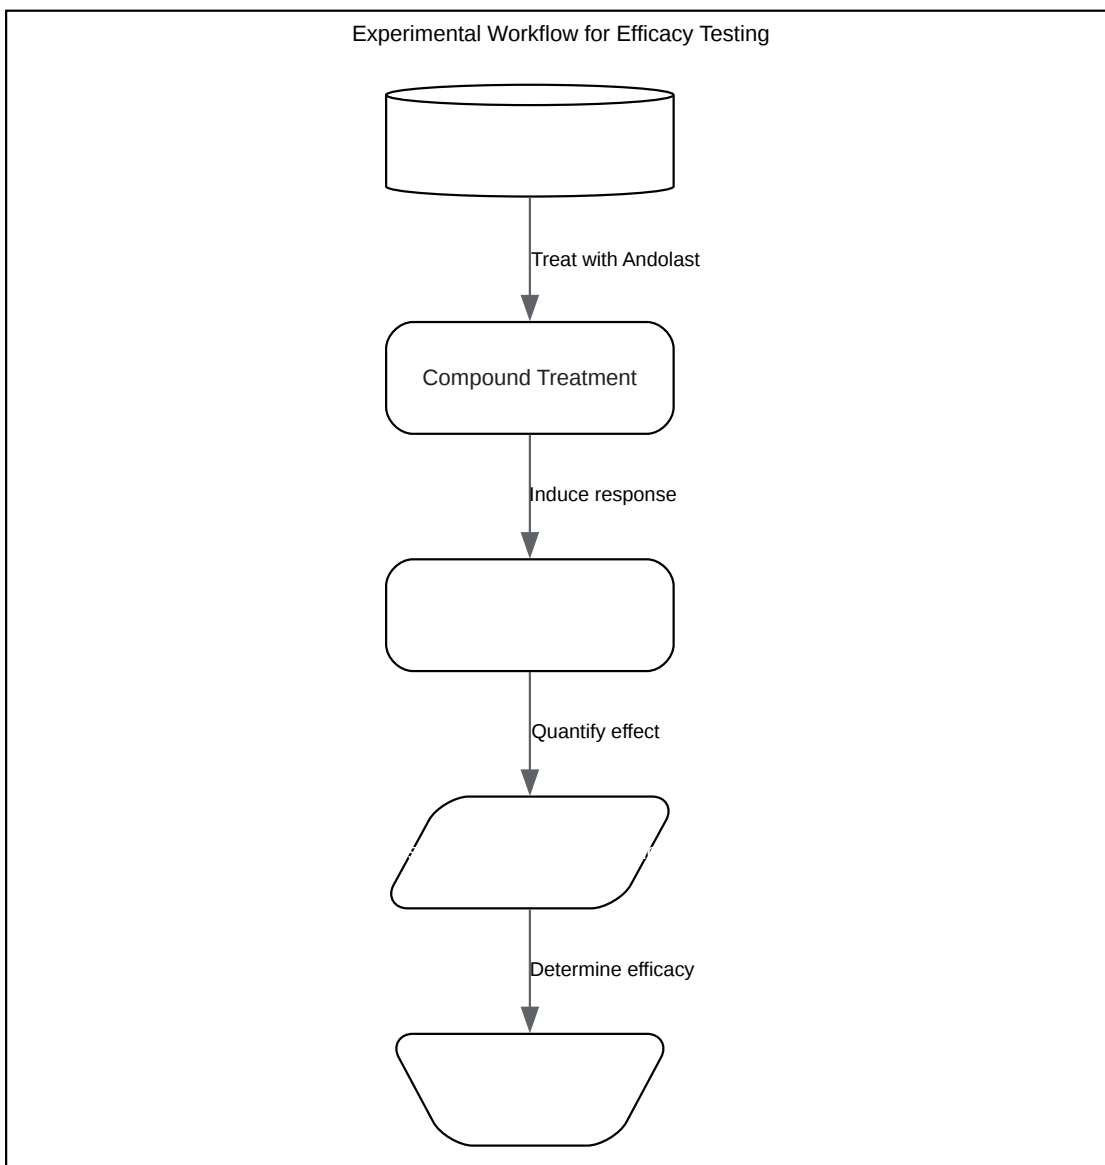 Experimental Workflow for Efficacy Testing
Treat with Andolast
Compound Treatment
Induce response
Quantify effect
Determine efficacy